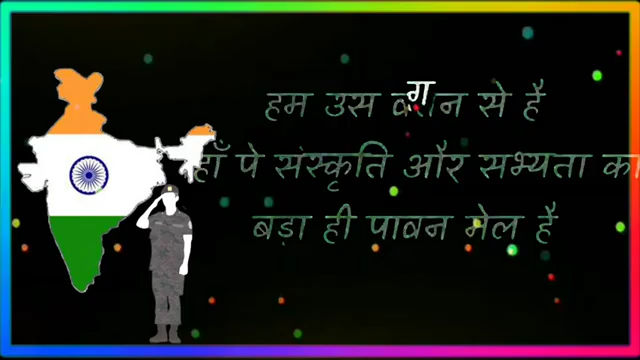 हम उस से है
हाँ पे संस्कृति और सभ्यता का
बड़ा ही पावन मेल है